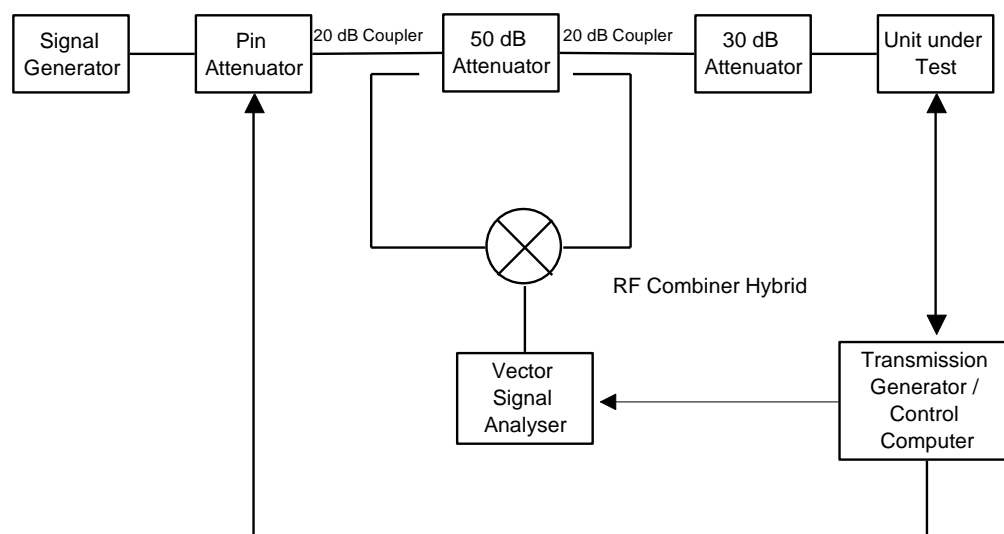 Signal
Generator
Pin
Attenuator
20 dB Coupler
50 dB
Attenuator
20 dB Coupler
30 dB
Attenuator
Unit under
Test
RF Combiner Hybrid
Vector
Signal
Analyser
Transmission
Generator /
Control
Computer